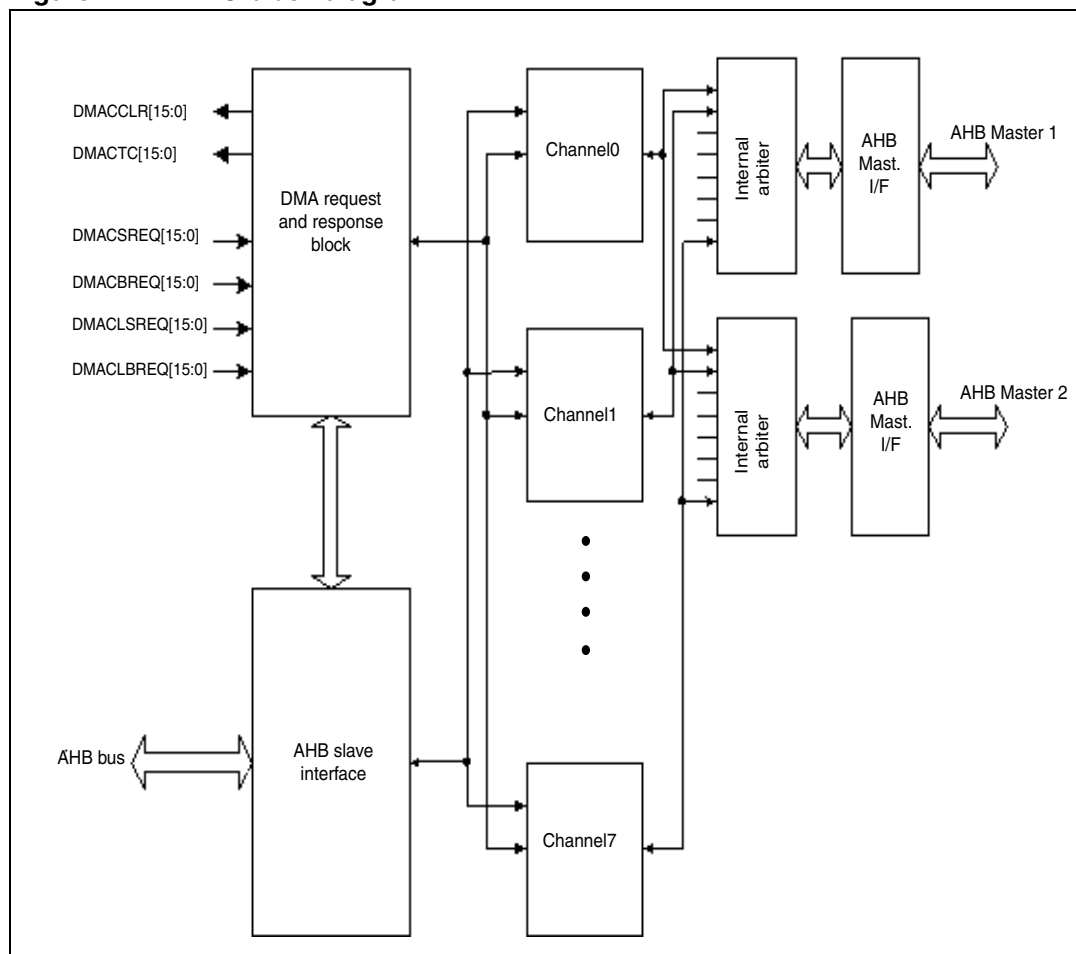 DMACCLR[15:0]
DMACTC[15:0]
DMACSREQ[15:0]
DMACBREQ[15:0]
DMACLSREQ[15:0]
DMACLBREQ[15:0]
DMA request
and response
block
AHB bus
AHB slave
interface
Channel0
Channel1
Channel7
Internal
arbiter
AHB
Mast.
I/F
AHB Master 1
Internal
arbiter
AHB
Mast.
I/F
AHB Master 2